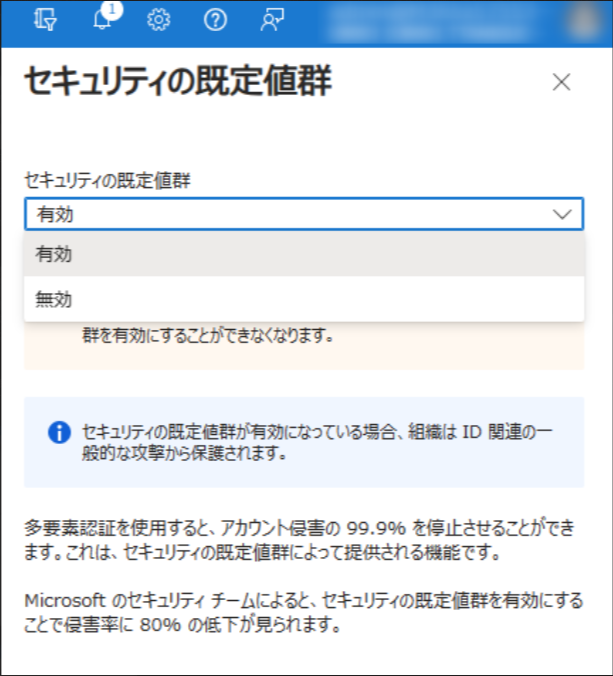 1
セキュリティの既定値群
セキュリティの既定値群
有効
有効
無効
群を有効にすることができなくなります。
セキュリティの既定値群が有効になっている場合、組織は ID 関連の一
般的な攻撃から保護されます。
多要素認証を使用すると、アカウント侵害の 99.9% を停止させることができ
ます。これは、セキュリティの既定値群によって提供される機能です。
Microsoft のセキュリティ チームによると、セキュリティの既定値群を有効にする
ことで侵害率に 80% の低下が見られます。